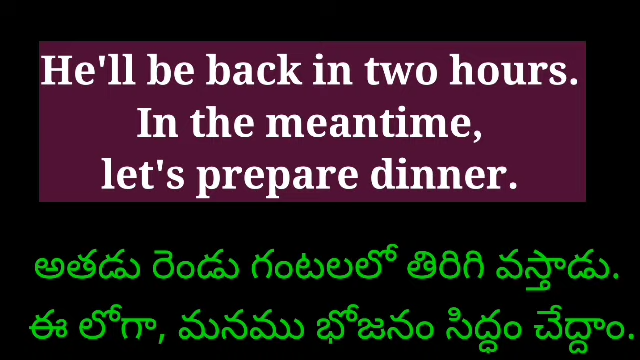 He'll be back in two hours.
In the meantime,
let's prepare dinner.
అతడు రెండు గంటలలో తిరిగి వస్తాడు.
ఈ లోగా, మనము భోజనం సిద్ధం చేద్దాం.